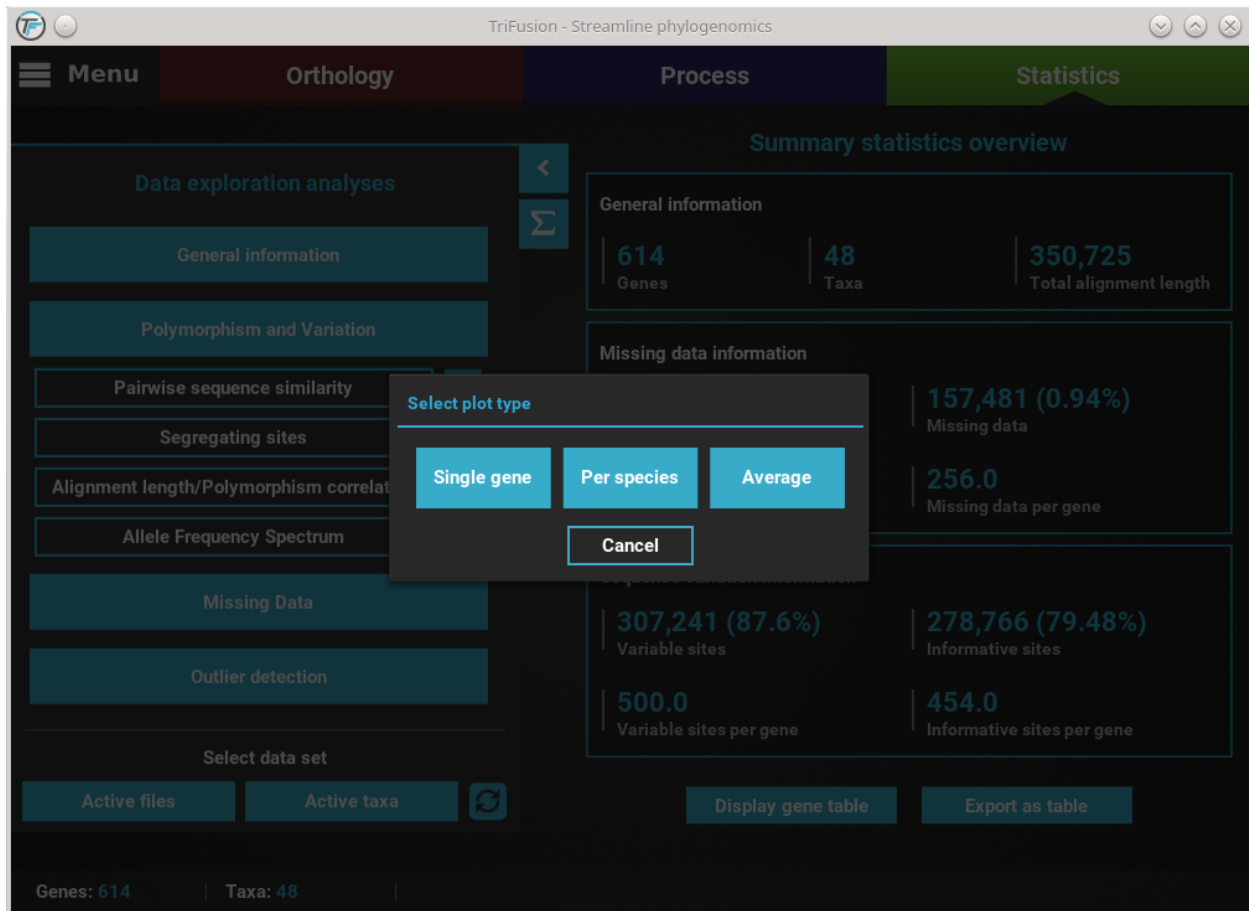 TriFusion - Streamline phylogenomics
Menu
Orthology
Process
Statistics
Data exploration analyses
General information
Polymorphism and Variation
Pairwise sequence similarity
Segregating sites
Alignment length/Polymorphism correlat
Allele Frequency Spectrum
Missing Data
Outlier detection
Select data set
Active files
Active taxa
<
Σ
Summary statistics overview
General information
614
Genes
48
Taxa
350,725
Total alignment length
Missing data information
157,481 (0.94%)
Missing data
256.0
Missing data per gene
307,241 (87.6%)
Variable sites
278,766 (79.48%)
Informative sites
500.0
Variable sites per gene
454.0
Informative sites per gene
Display gene table
Export as table
Select plot type
Single gene
Per species
Average
Cancel
Genes: 614
Taxa: 48